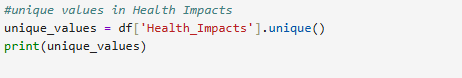 #unique values in Health Impacts
unique_values = df['Health_Impacts'].unique()
print(unique_values)